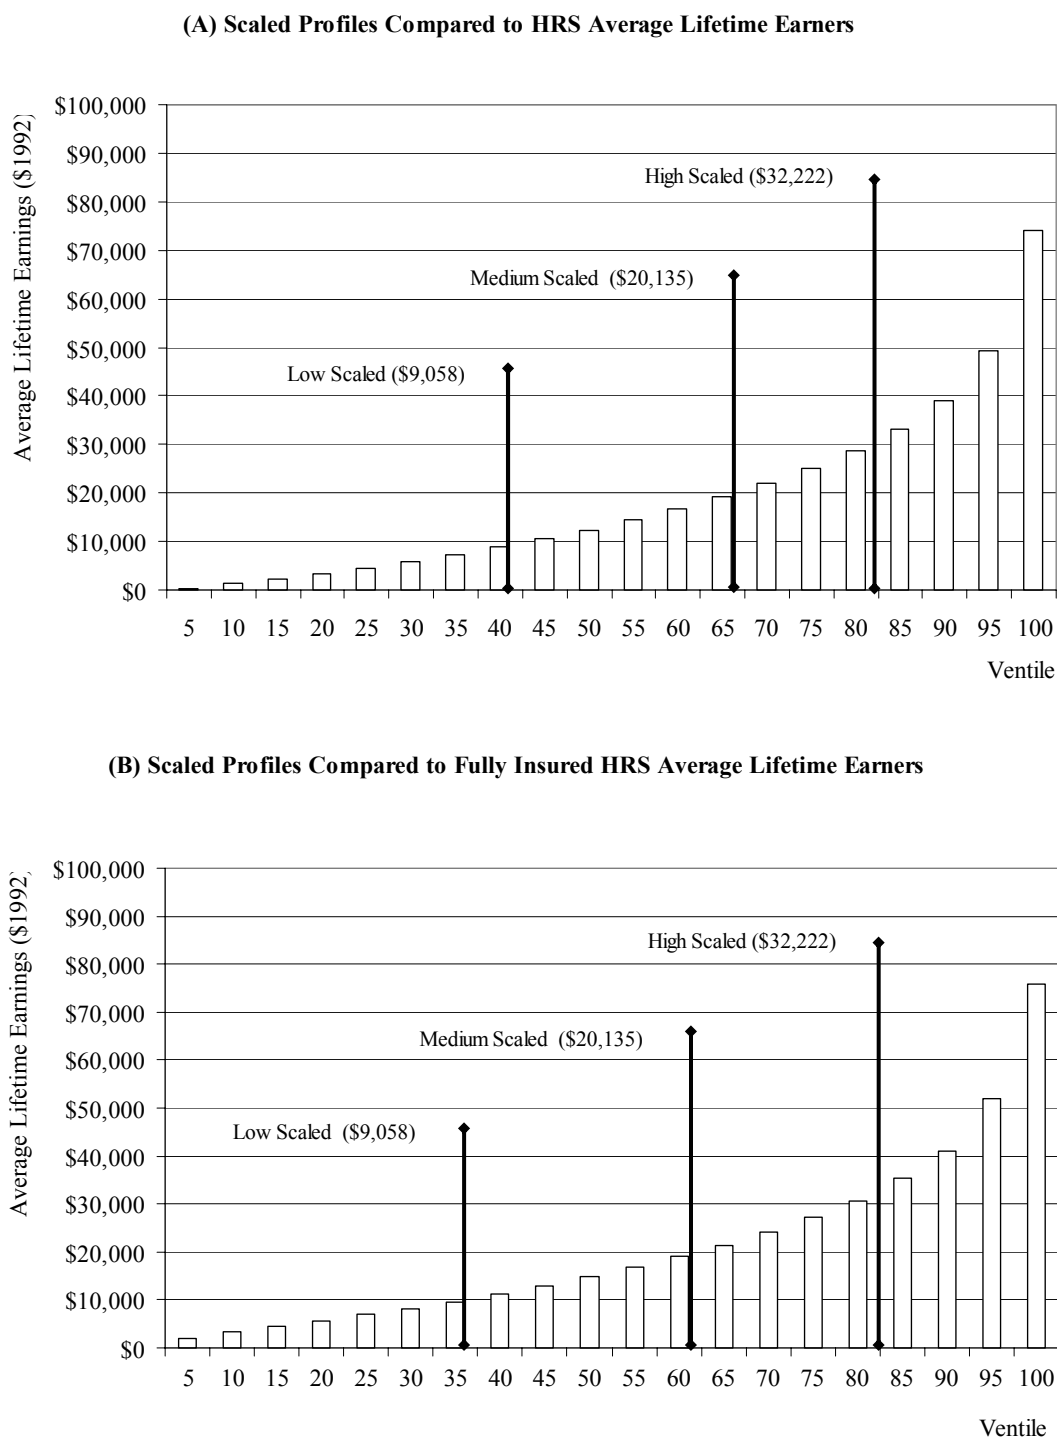 (A) Scaled Profiles Compared to HRS Average Lifetime Earners
Average Lifetime Earnings ($1992)
$100,000
$90,000
$80,000
$70,000
$60,000
$50,000
$40,000
$30,000
$20,000
$10,000
$0
High Scaled ($32,222)
Medium Scaled ($20,135)
Low Scaled ($9,058)
5 10 15 20 25 30 35 40 45 50 55 60 65 70 75 80 85 90 95 100
Ventile
(B) Scaled Profiles Compared to Fully Insured HRS Average Lifetime Earners
Average Lifetime Earnings ($1992)
$100,000
$90,000
$80,000
$70,000
$60,000
$50,000
$40,000
$30,000
$20,000
$10,000
$0
High Scaled ($32,222)
Medium Scaled ($20,135)
Low Scaled ($9,058)
5 10 15 20 25 30 35 40 45 50 55 60 65 70 75 80 85 90 95 100
Ventile